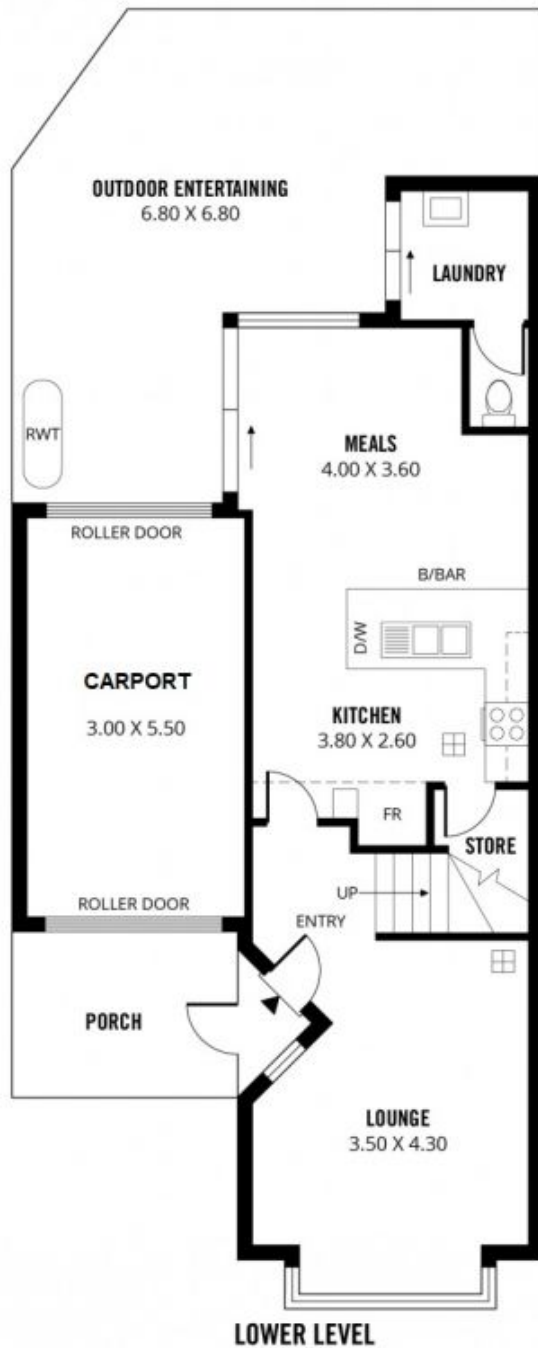 OUTDOOR ENTERTAINING
6.80 X 6.80
LAUNDRY
RWT
MEALS
4.00 X 3.60
ROLLER DOOR
B/BAR
D/W
CARPORT
3.00 X 5.50
KITCHEN
3.80 X 2.60
FR
STORE
UP
ROLLER DOOR
ENTRY
PORCH
LOUNGE
3.50 X 4.30
LOWER LEVEL